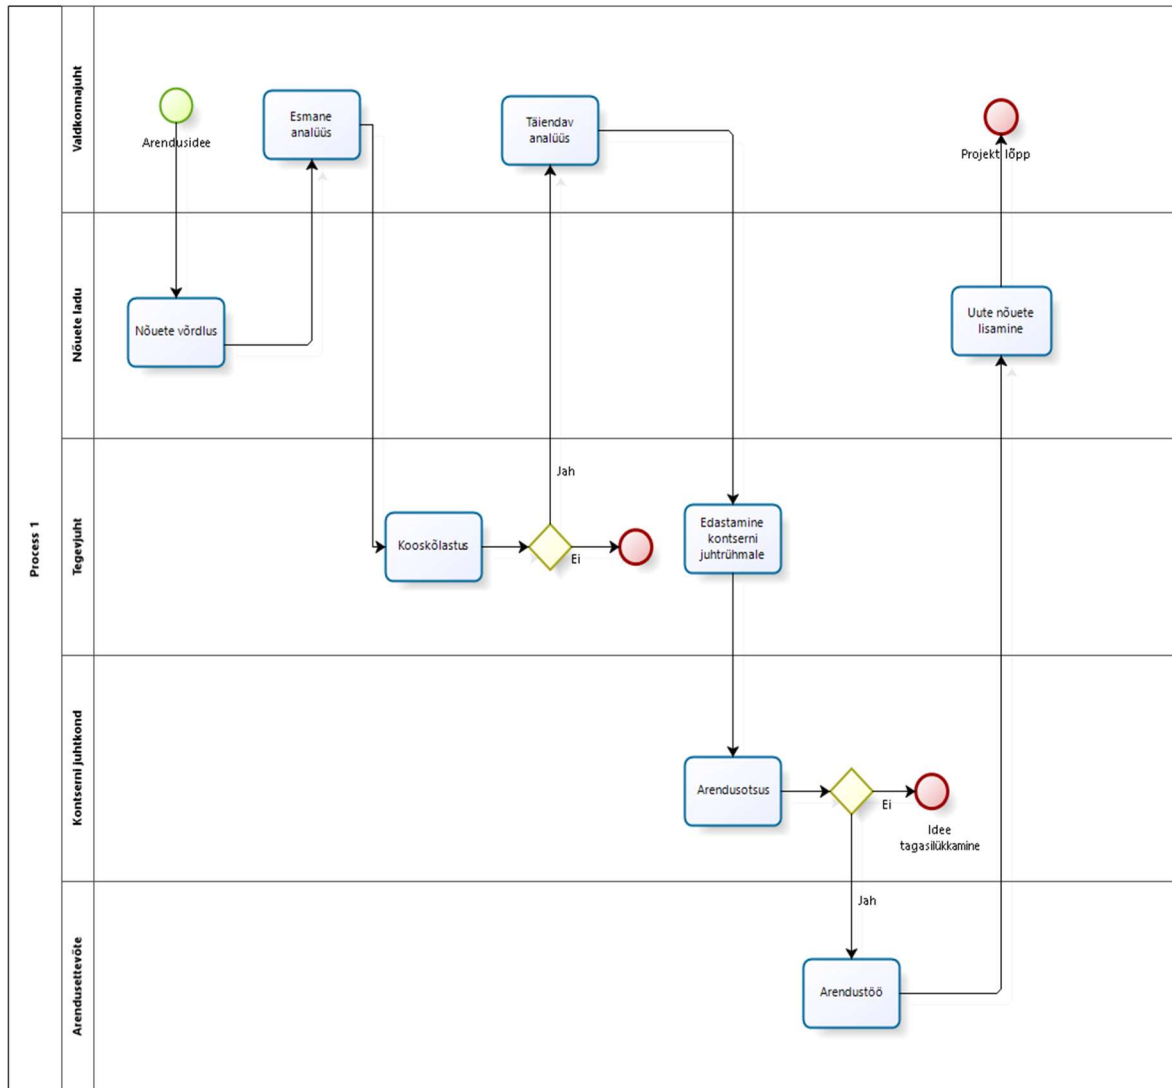 Process 1
Valdkonnajuht
Arendusidee
Esmane
analüüs
Täiendav
analüüs
Projekti lõpp
Nõuete ladu
Nõuete võrdlus
Uute nõuete
lisamine
Tegevjuht
Kooskõlastus
Jah
Ei
Edastamine
kontserni
juhtrühmale
Kontserni juhtkond
Arendusotsus
Ei
Idee
tagasilükkamine
Arendusettevõte
Jah
Arendustöö